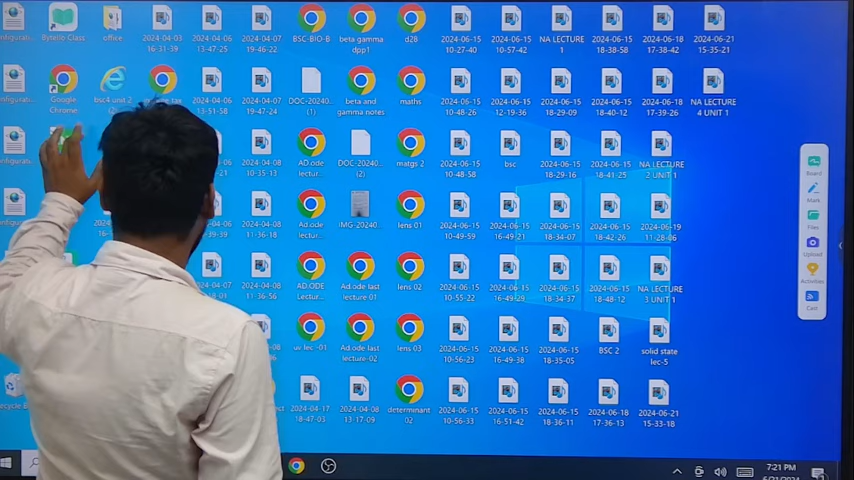 onfigurat...
Bytello Class
office
2024-04-03
16-31-39
2024-04-06
13-47-25
2024-04-07
19-46-22
BSC-BIO-B
beta gamma
dpp1
d28
2024-06-15
10-27-40
2024-06-15
10-57-42
NA LECTURE
1
2024-06-15
18-38-58
2024-06-18
17-38-42
2024-06-21
15-35-21
onfigurat...
Google
Chrome
bsc4 unit 2
2024-04-06
13-51-58
2024-04-07
19-47-24
DOC-20240...
(1)
beta and
gamma notes
maths
2024-06-15
10-48-26
2024-06-15
12-19-36
2024-06-15
18-29-09
2024-06-15
18-40-12
2024-06-18
17-39-26
NA LECTURE
4 UNIT 1
onfigurat...
2024-04-08
10-35-13
AD.ode
lectur...
DOC-20240...
(2)
matgs 2
2024-06-15
10-48-58
bsc
2024-06-15
18-29-16
2024-06-15
18-41-25
NA LECTURE
2 UNIT 1
onfigurat...
2024-04-08
11-36-18
Ad.ode
lectur...
IMG-20240...
lens 01
2024-06-15
10-49-59
2024-06-15
16-49-21
2024-06-15
18-34-07
2024-06-15
18-42-26
2024-06-19
11-28-06
2024-04-07
2024-04-08
11-36-56
AD.ODE
Lectur...
Ad.ode last
lecture-01
lens 02
2024-06-15
10-55-22
2024-06-15
16-49-29
2024-06-15
18-34-37
2024-06-15
18-48-12
NA LECTURE
3 UNIT 1
uv lec -01
Ad.ode last
lecture-02
lens 03
2024-06-15
10-56-23
2024-06-15
16-49-38
2024-06-15
18-35-05
BSC 2
solid state
lec-5
2024-04-17
18-47-03
2024-04-08
13-17-09
determinant
02
2024-06-15
10-56-33
2024-06-15
16-51-42
2024-06-15
18-36-11
2024-06-18
17-36-13
2024-06-21
15-33-18
Board
Mark
Files
Upload
Activities
Cast
7:21 PM
6/21/2024